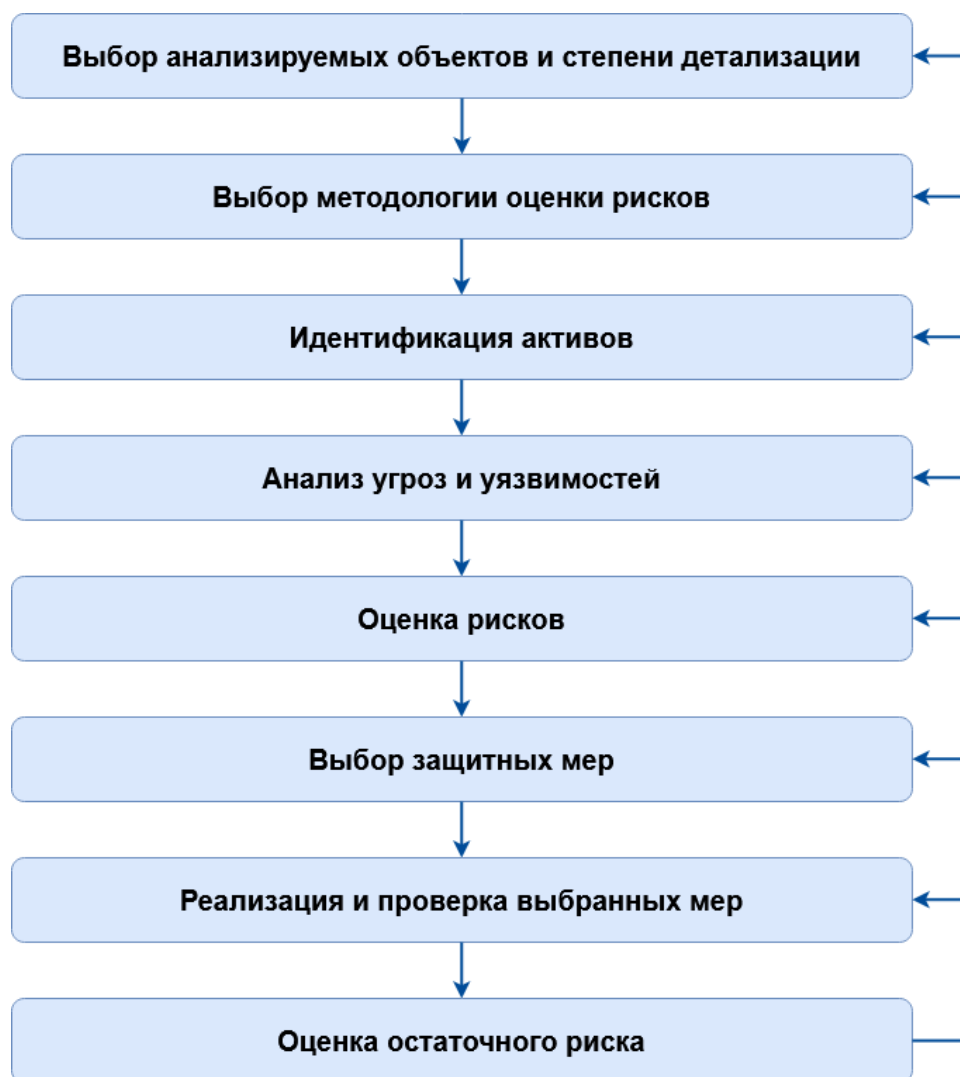 Выбор анализируемых объектов и степени детализации
Выбор методологии оценки рисков
Идентификация активов
Анализ угроз и уязвимостей
Оценка рисков
Выбор защитных мер
Реализация и проверка выбранных мер
Оценка остаточного риска